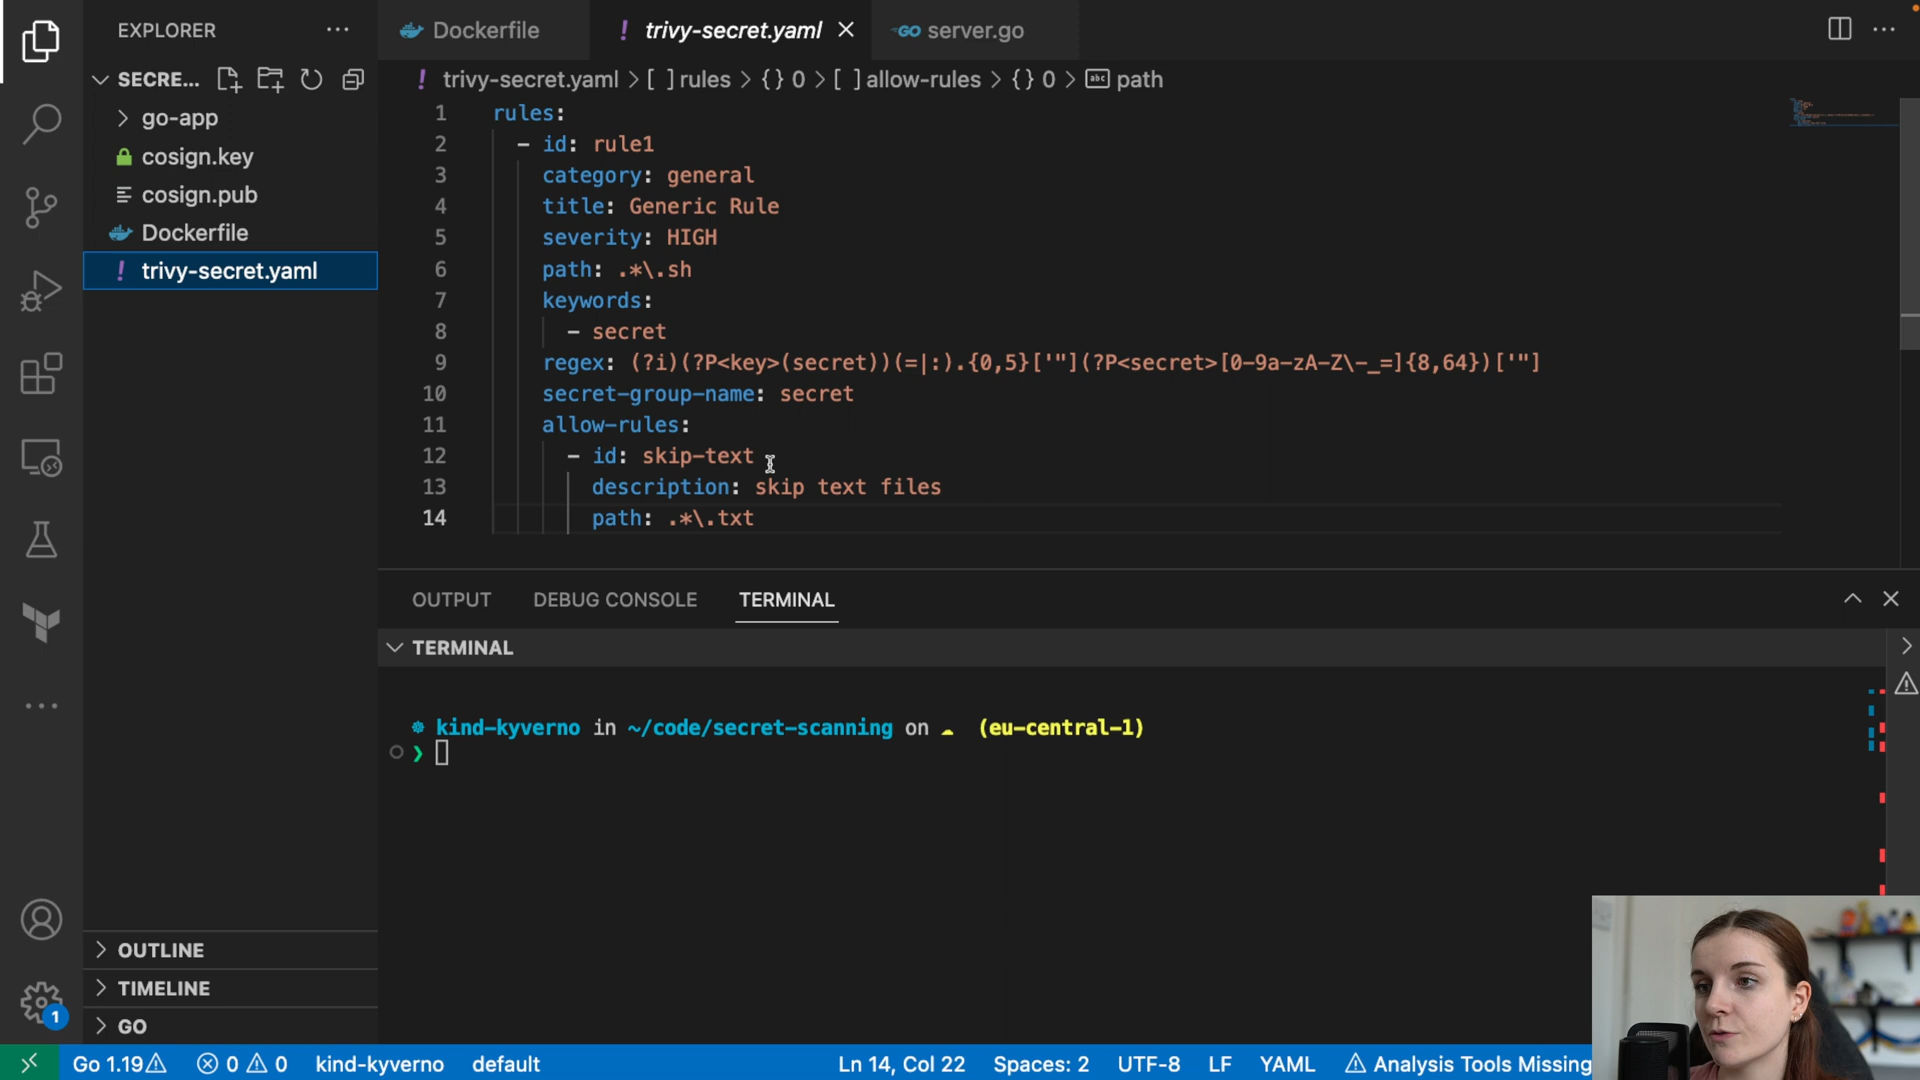 EXPLORER
Dockerfile
trivy-secret.yaml
server.go
SECRE...
trivy-secret.yaml > [ ] rules > {} 0 > [ ] allow-rules > {} 0 > abc path
go-app
cosign.key
cosign.pub
Dockerfile
trivy-secret.yaml
1 rules:
2 - id: rule1
3 category: general
4 title: Generic Rule
5 severity: HIGH
6 path: .*\.sh
7 keywords:
8 - secret
9 regex: (?i)(?P<key>(secret))(=|:).{0,5}['"](?P<secret>[0-9a-zA-Z\-_=]{8,64})['"]
10 secret-group-name: secret
11 allow-rules:
12 - id: skip-text
13 description: skip text files
14 path: .*\.txt
OUTPUT DEBUG CONSOLE TERMINAL
TERMINAL
kind-kyverno in ~/code/secret-scanning on (eu-central-1)
❯
OUTLINE
TIMELINE
GO
1
Go 1.19 0 0 kind-kyverno default Ln 14, Col 22 Spaces: 2 UTF-8 LF YAML Analysis Tools Missing